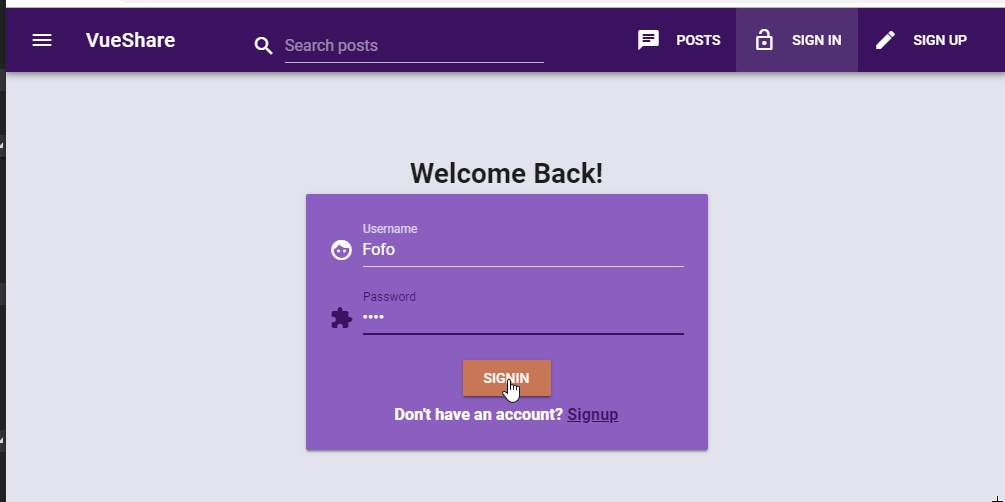 VueShare
Search posts
POSTS
SIGN IN
SIGN UP
Welcome Back!
Username
Fofo
Password
••••
SIGNIN
Don't have an account? Signup